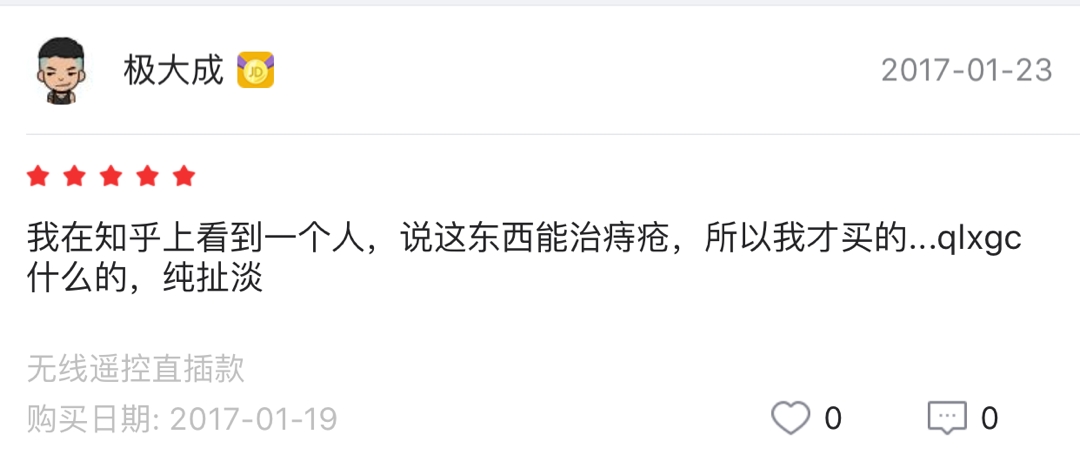 极大成 JD
2017-01-23
我在知乎上看到一个人，说这东西能治痔疮，所以我才买的...qlxgc
什么的，纯扯淡
无线遥控直插款
购买日期: 2017-01-19
0
0